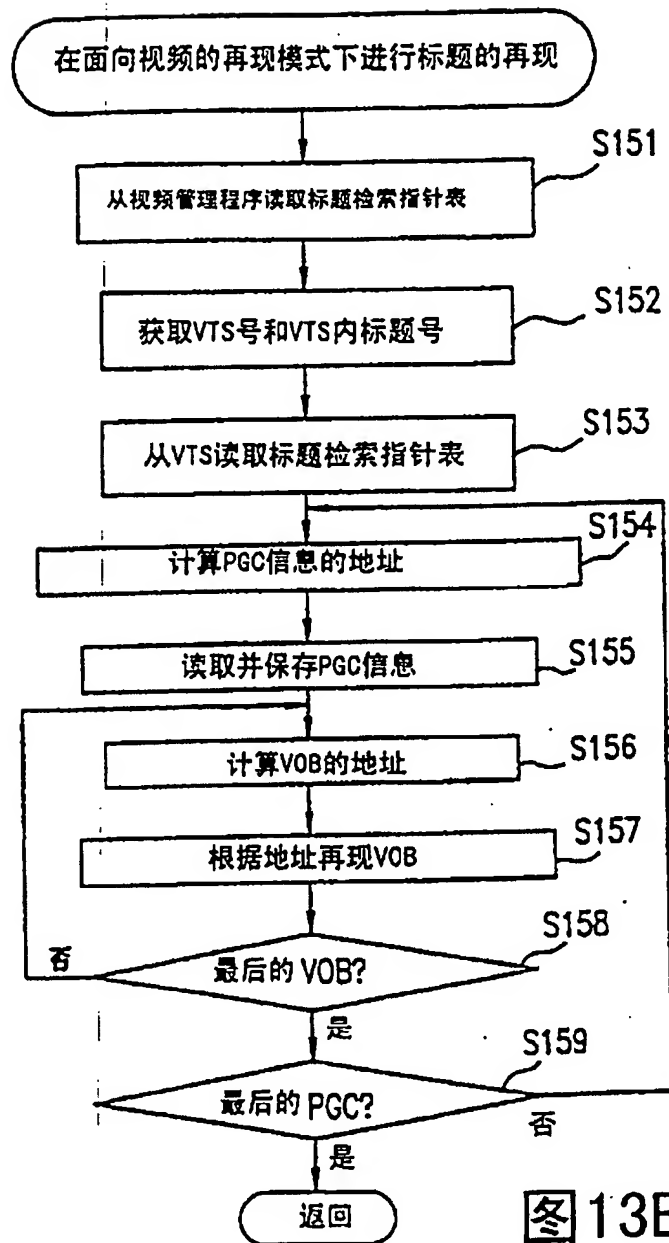 在面向视频的再现模式下进行标题的再现
S151
从视频管理程序读取标题检索指针表
S152
获取VTS号和VTS内标题号
S153
从VTS读取标题检索指针表
S154
计算PGC信息的地址
S155
读取并保存PGC信息
S156
计算VOB的地址
S157
根据地址再现VOB
S158
最后的VOB?
否
是
S159
最后的PGC?
否
是
返回
图13B